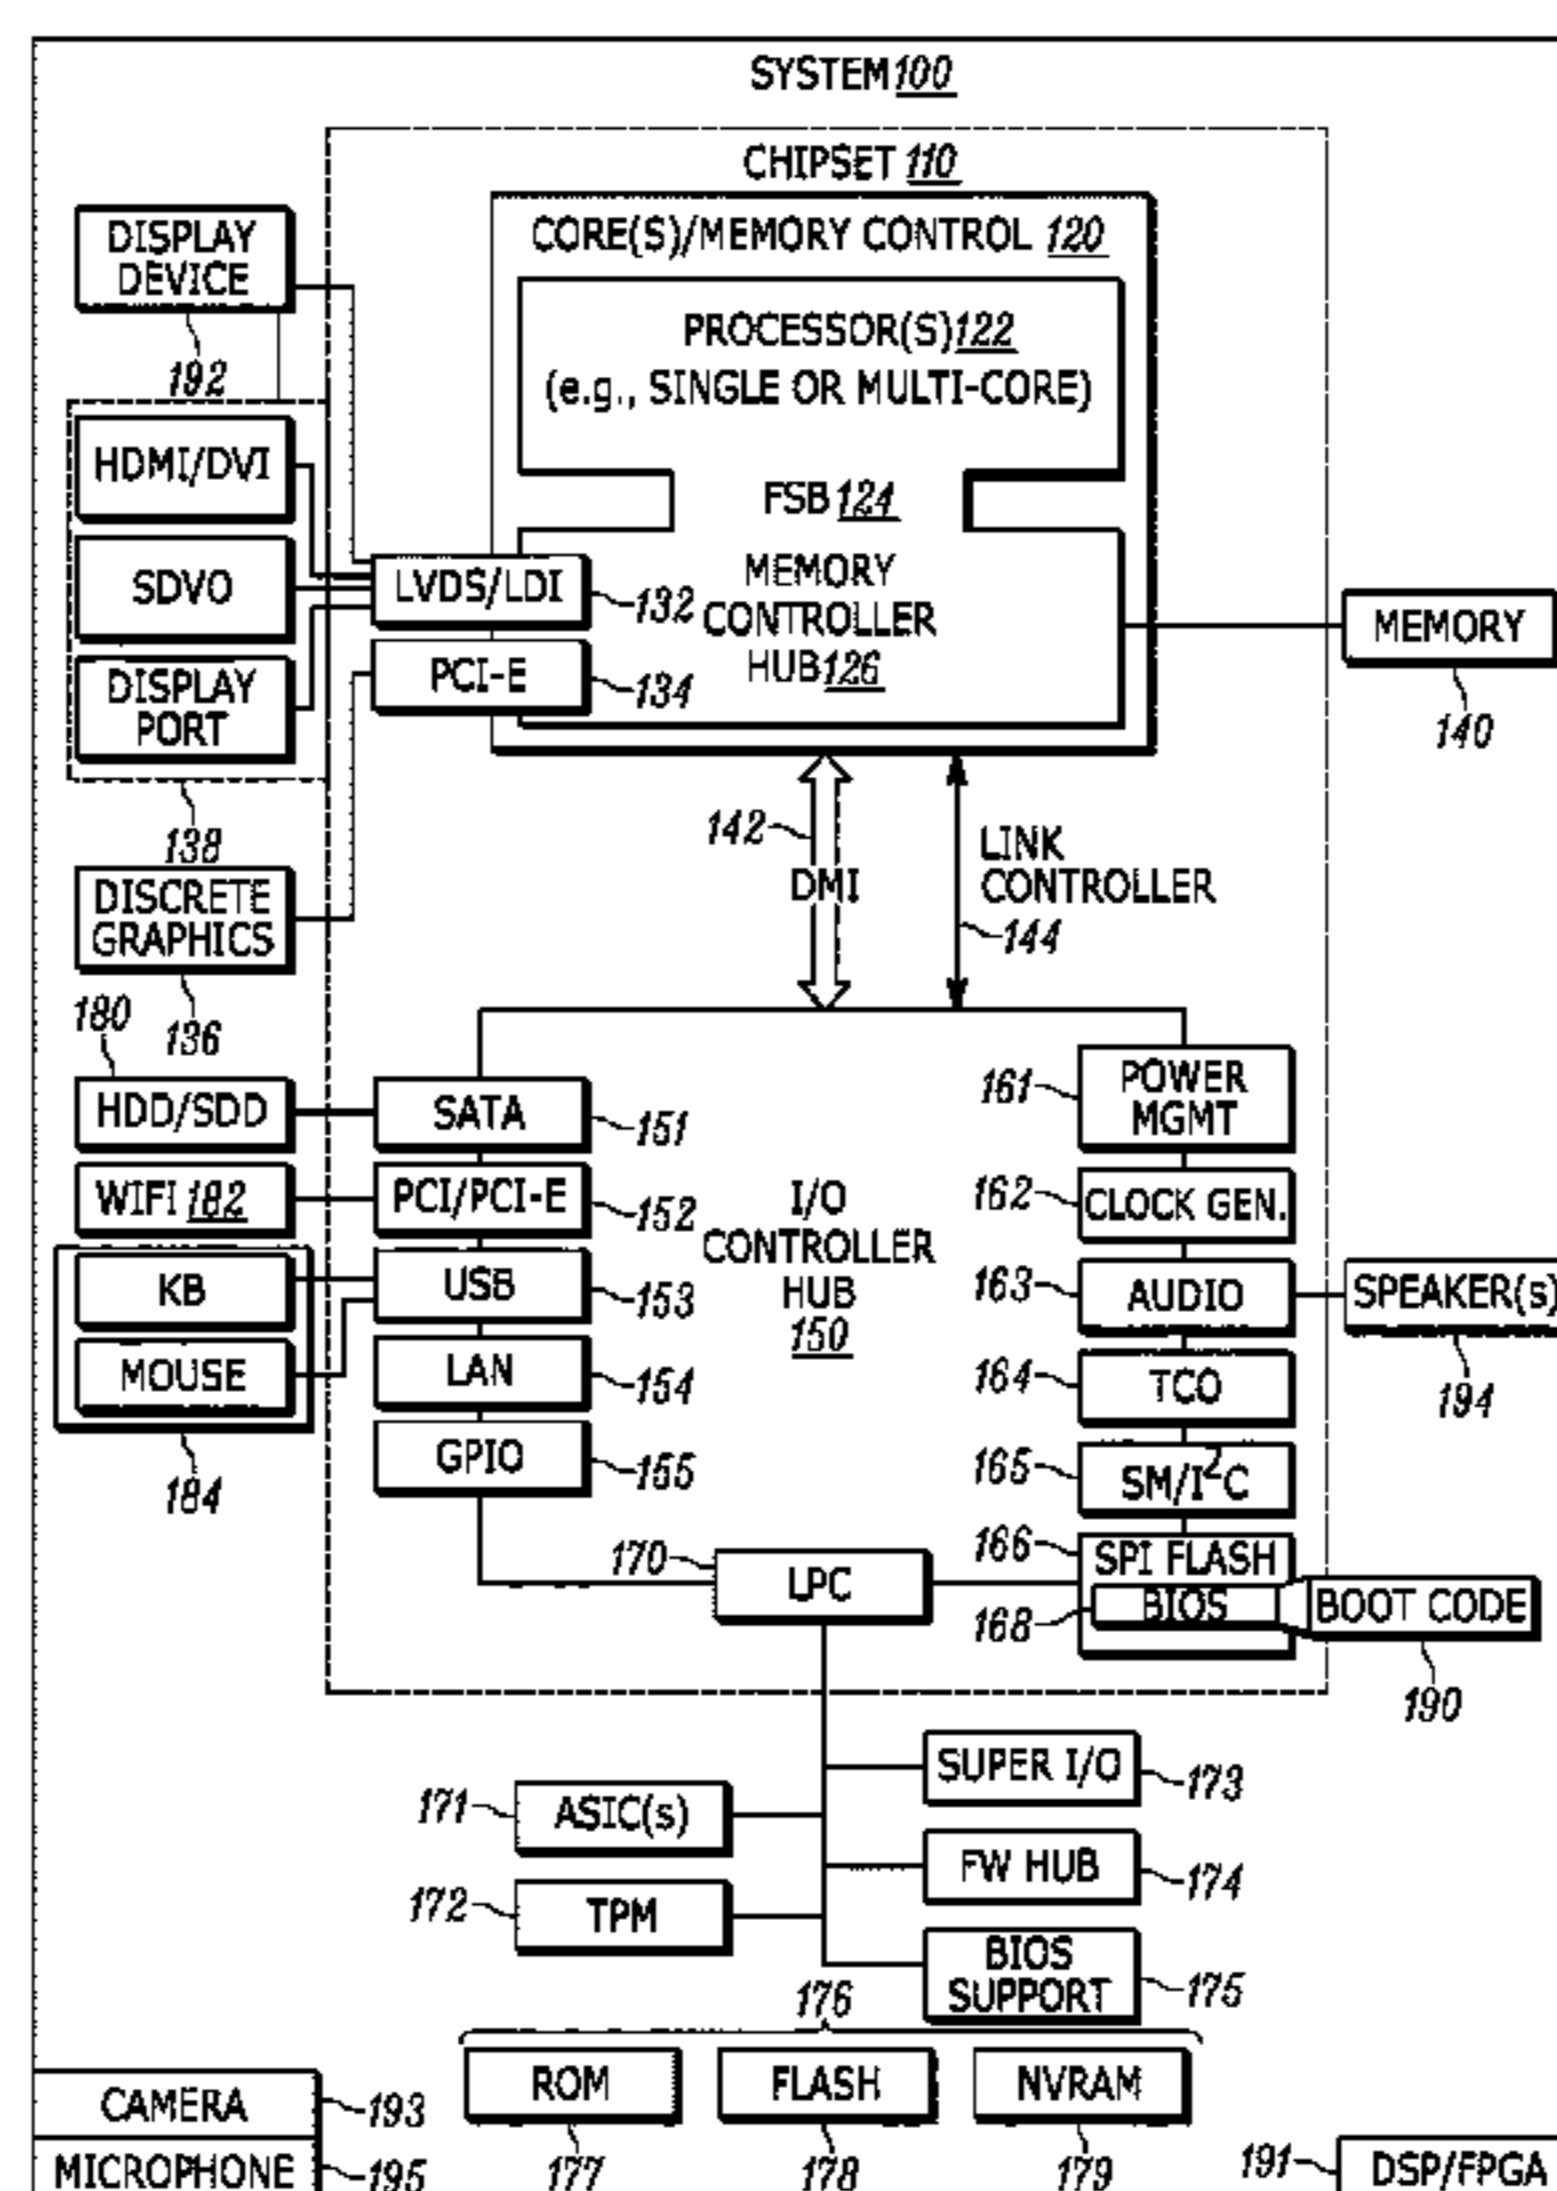 SYSTEM 100
CHIPSET 110
CORE(S)/MEMORY CONTROL 120
PROCESSOR(S) 122
(e.g., SINGLE OR MULTI-CORE)
FSB 124
MEMORY
CONTROLLER
HUB 126
DISPLAY
DEVICE
192
HDMI/DVI
SDVO
DISPLAY
PORT
138
LVDS/LDI
132
PCI-E
134
MEMORY
140
DISCRETE
GRAPHICS
136
142
DMI
LINK
CONTROLLER
144
180
HDD/SDD
WIFI 182
KB
MOUSE
184
SATA
151
PCI/PCI-E
152
USB
153
LAN
154
GPIO
155
I/O
CONTROLLER
HUB
150
161
POWER
MGMT
162
CLOCK GEN.
163
AUDIO
SPEAKER(s)
194
164
TCO
165
SM/I²C
166
SPI FLASH
168
BIOS
BOOT CODE
190
170
LPC
SUPER I/O
173
171
ASIC(s)
FW HUB
174
172
TPM
BIOS
SUPPORT
175
176
ROM
177
FLASH
178
NVRAM
179
CAMERA
193
MICROPHONE
195
191
DSP/FPGA